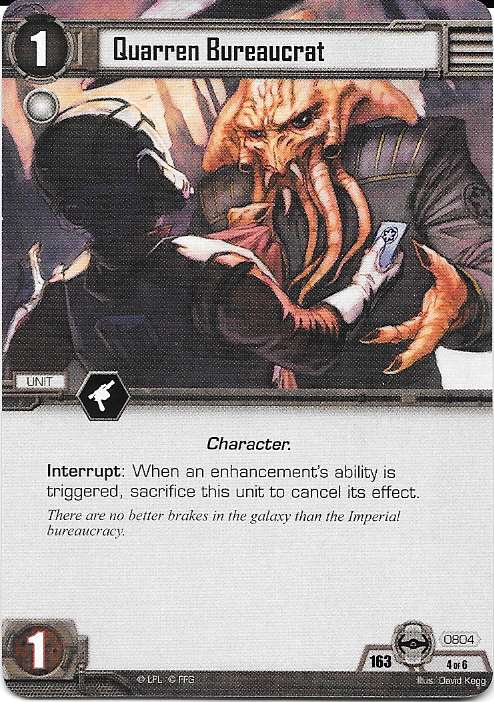 1
Quarren Bureaucrat
UNIT
Character.
Interrupt: When an enhancement's ability is
triggered, sacrifice this unit to cancel its effect.
There are no better brakes in the galaxy than the Imperial
bureaucracy.
1
0804
163
4 of 6
© LFL © FFG
Illus. David Kegg